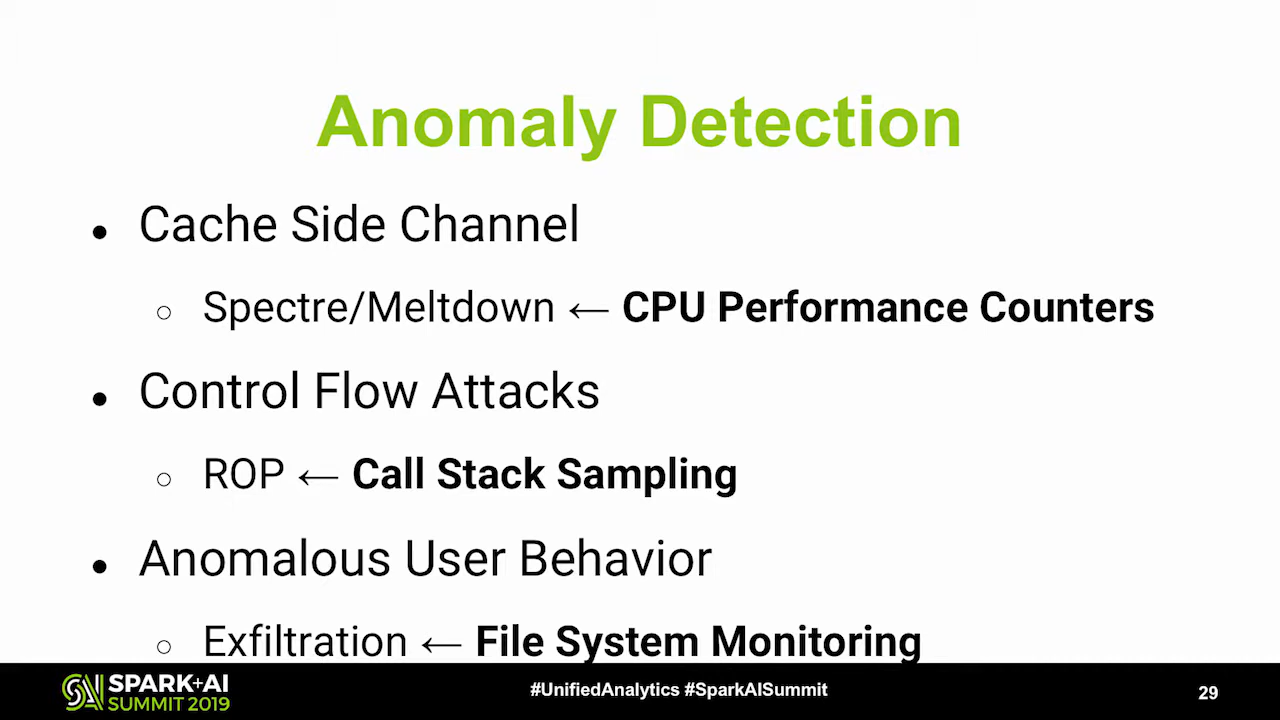 Anomaly Detection
● Cache Side Channel
○ Spectre/Meltdown ← CPU Performance Counters
● Control Flow Attacks
○ ROP ← Call Stack Sampling
● Anomalous User Behavior
○ Exfiltration ← File System Monitoring
SPARK+AI
SUMMIT 2019
#UnifiedAnalytics #SparkAISummit
29